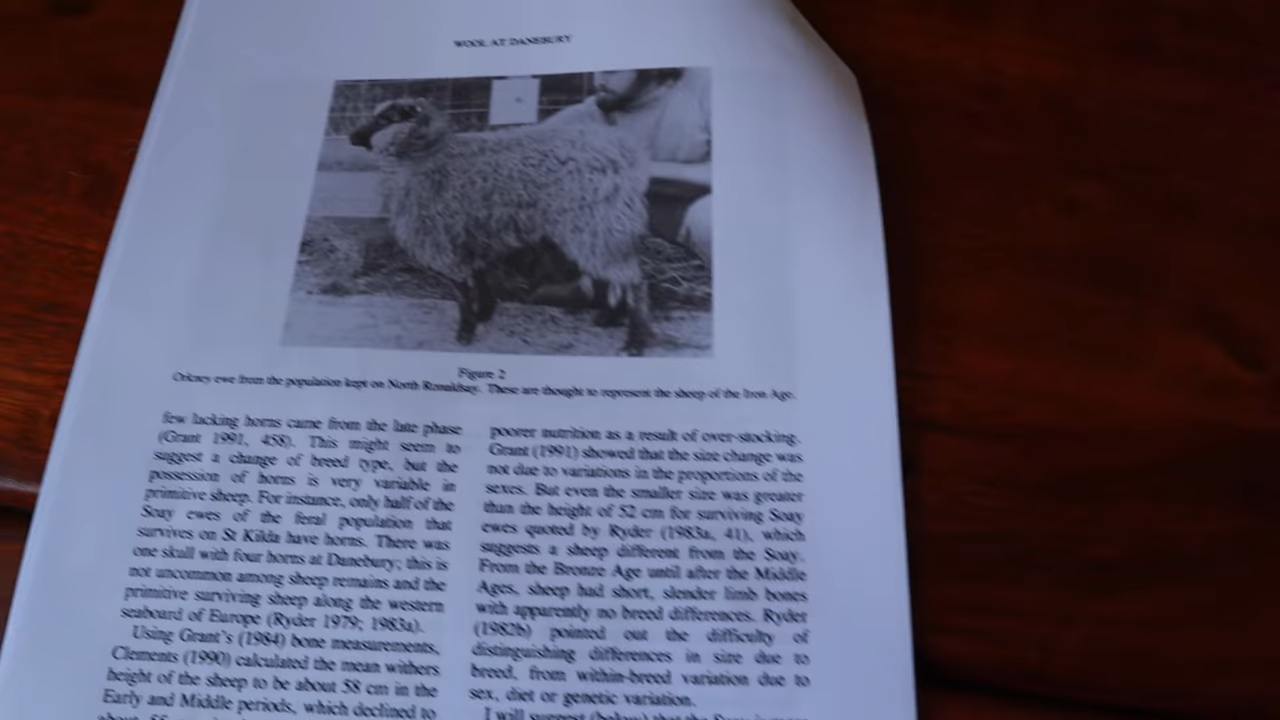 WOOL AT DANEBURY
Figure 2
Orkney ewe from the population kept on North Ronaldsay. These are thought to represent the sheep of the Iron Age.
few lacking horns came from the late phase
(Grant 1991, 458). This might seem to
suggest a change of breed type, but the
possession of horns is very variable in
primitive sheep. For instance, only half of the
Soay ewes of the feral population that
survives on St Kilda have horns. There was
one skull with four horns at Danebury; this is
not uncommon among sheep remains and the
primitive surviving sheep along the western
seaboard of Europe (Ryder 1979; 1983a).
Using Grant's (1984) bone measurements,
Clements (1990) calculated the mean withers
height of the sheep to be about 58 cm in the
Early and Middle periods, which declined to
about 55
poorer nutrition as a result of over-stocking.
Grant (1991) showed that the size change was
not due to variations in the proportions of the
sexes. But even the smaller size was greater
than the height of 52 cm for surviving Soay
ewes quoted by Ryder (1983a, 41), which
suggests a sheep different from the Soay.
From the Bronze Age until after the Middle
Ages, sheep had short, slender limb bones
with apparently no breed differences. Ryder
(1982b) pointed out the difficulty of
distinguishing differences in size due to
breed, from within-breed variation due to
sex, diet or genetic variation.
I will suggest (below) that the Soay is